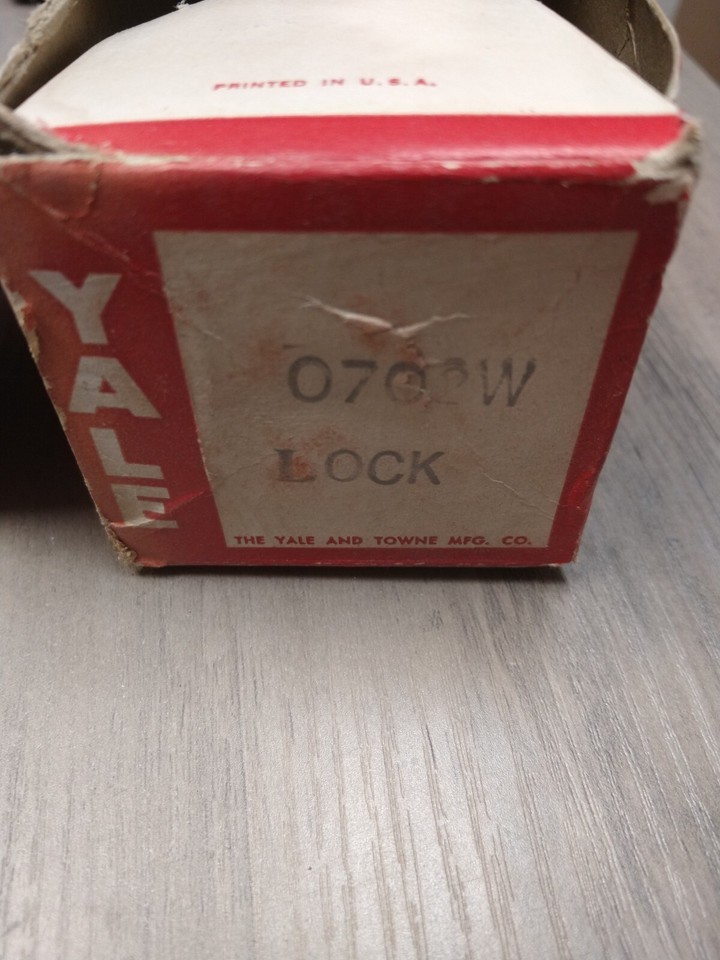 PRINTED IN U.S.A.
YALE
LOCK
THE YALE AND TOWNE MFG. CO.